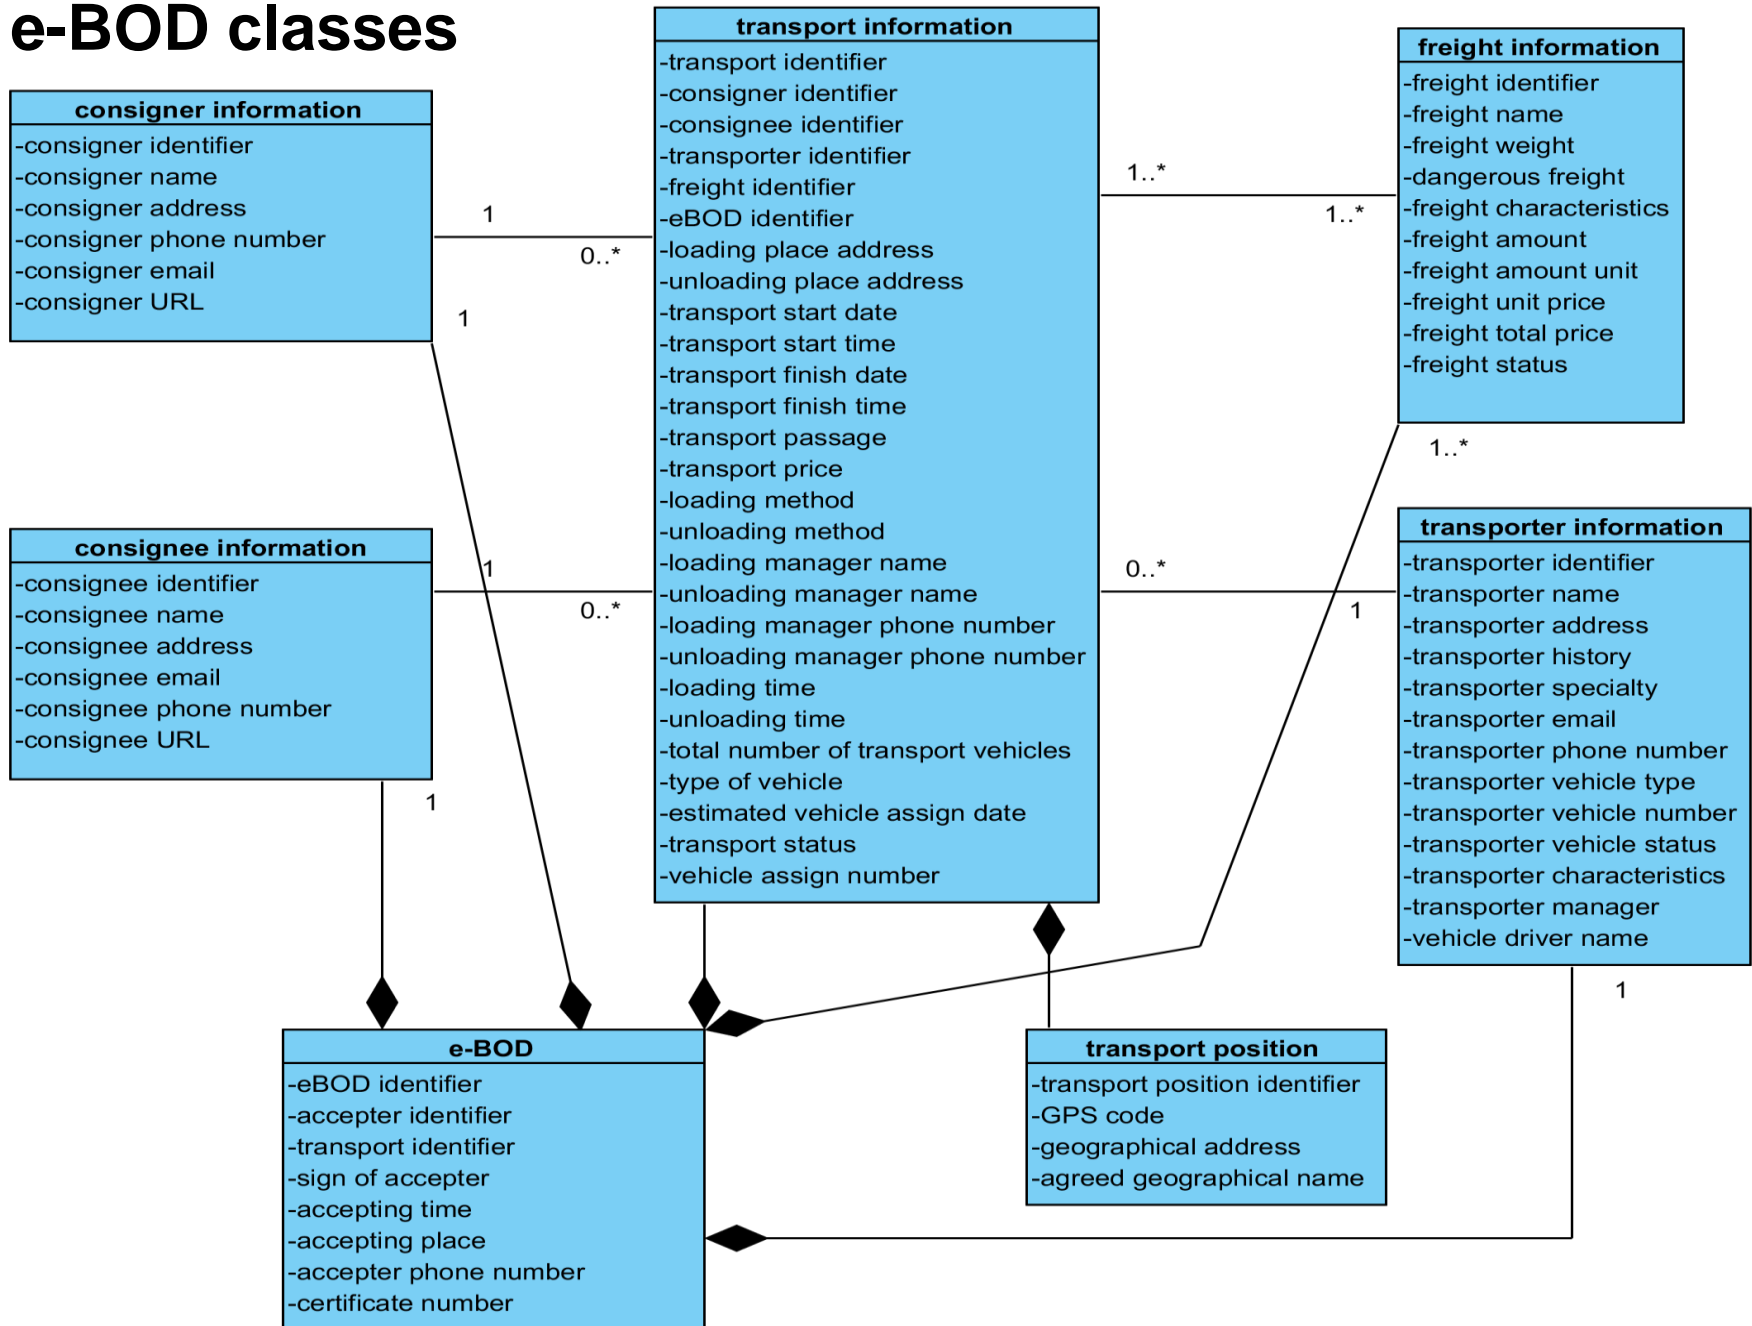 e-BOD classes
consigner information
-consigner identifier
-consigner name
-consigner address
-consigner phone number
-consigner email
-consigner URL
transport information
-transport identifier
-consigner identifier
-consignee identifier
-transporter identifier
-freight identifier
-eBOD identifier
-loading place address
-unloading place address
-transport start date
-transport start time
-transport finish date
-transport finish time
-transport passage
-transport price
-loading method
-unloading method
-loading manager name
-unloading manager name
-loading manager phone number
-unloading manager phone number
-loading time
-unloading time
-total number of transport vehicles
-type of vehicle
-estimated vehicle assign date
-transport status
-vehicle assign number
freight information
-freight identifier
-freight name
-freight weight
-dangerous freight
-freight characteristics
-freight amount
-freight amount unit
-freight unit price
-freight total price
-freight status
1
0..*
1
1..*
1..*
1..*
consignee information
-consignee identifier
-consignee name
-consignee address
-consignee email
-consignee phone number
-consignee URL
1
0..*
1
0..*
1
transporter information
-transporter identifier
-transporter name
-transporter address
-transporter history
-transporter specialty
-transporter email
-transporter phone number
-transporter vehicle type
-transporter vehicle number
-transporter vehicle status
-transporter characteristics
-transporter manager
-vehicle driver name
1
e-BOD
-eBOD identifier
-accepter identifier
-transport identifier
-sign of accepter
-accepting time
-accepting place
-accepter phone number
-certificate number
transport position
-transport position identifier
-GPS code
-geographical address
-agreed geographical name